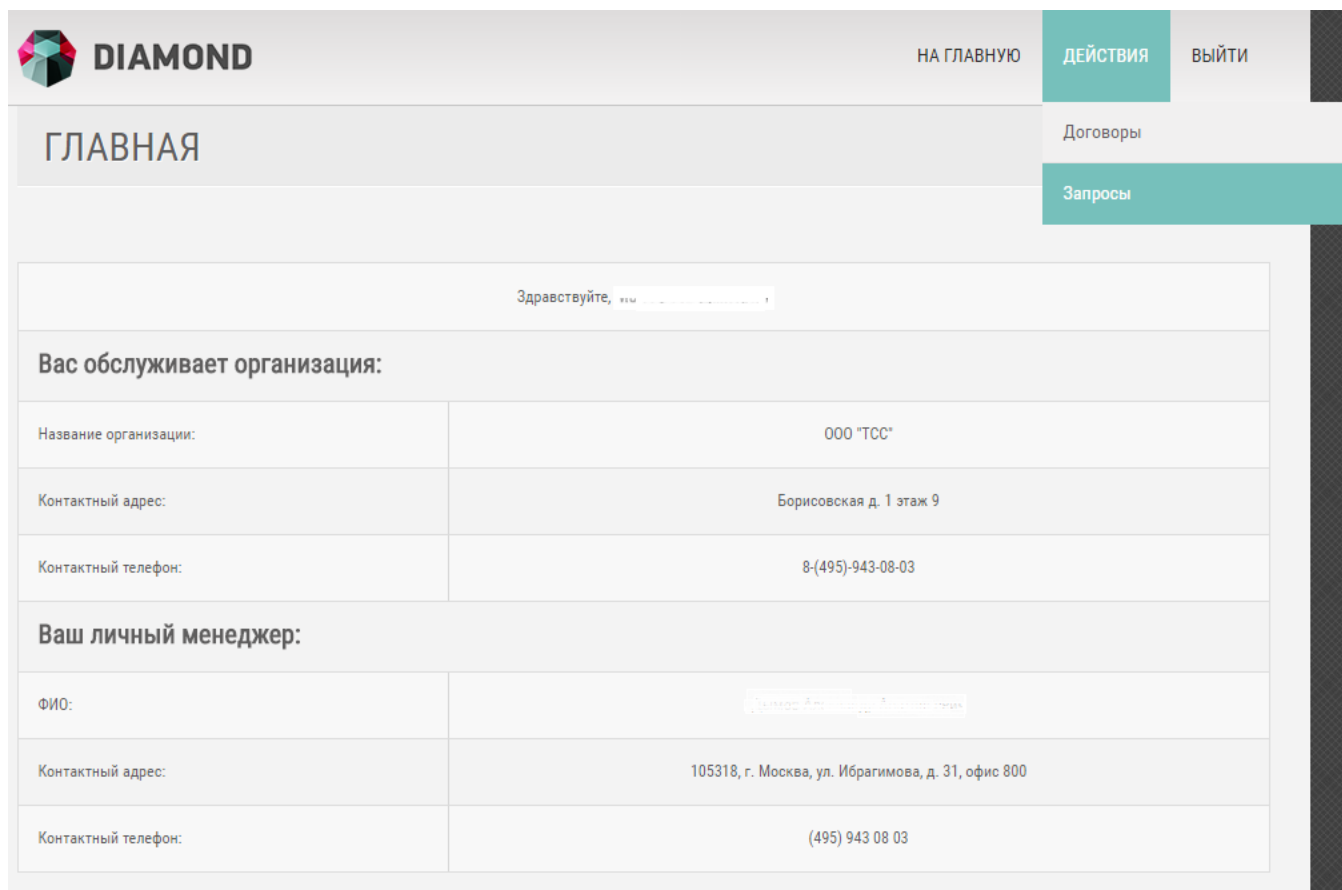 DIAMOND
НА ГЛАВНУЮ
ДЕЙСТВИЯ
ВЫЙТИ
Договоры
Запросы
ГЛАВНАЯ
Здравствуйте,
Вас обслуживает организация:
Название организации:
ООО "ТСС"
Контактный адрес:
Борисовская д. 1 этаж 9
Контактный телефон:
8-(495)-943-08-03
Ваш личный менеджер:
ФИО:
Контактный адрес:
105318, г. Москва, ул. Ибрагимова, д. 31, офис 800
Контактный телефон:
(495) 943 08 03